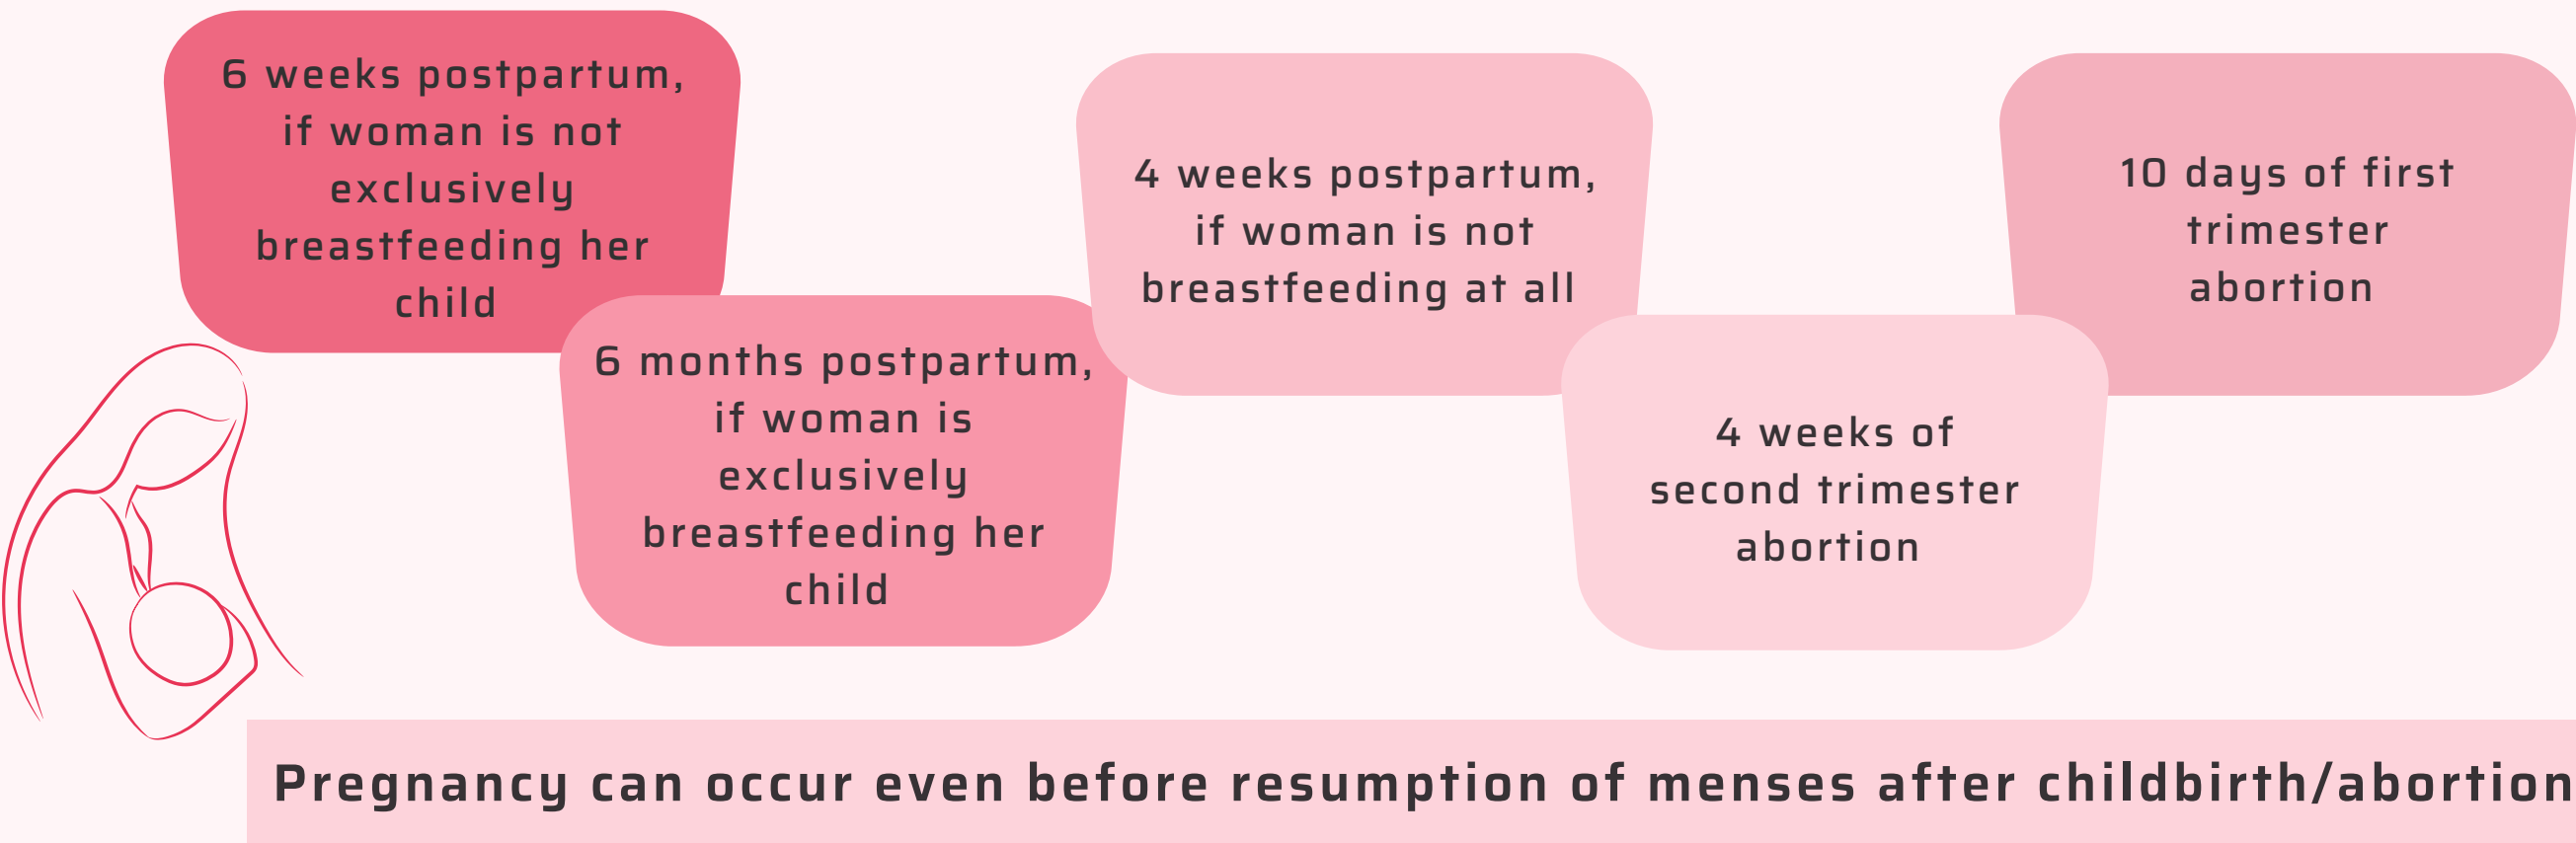 6 weeks postpartum,
if woman is not
exclusively
breastfeeding her
child
6 months postpartum,
if woman is
exclusively
breastfeeding her
child
4 weeks postpartum,
if woman is not
breastfeeding at all
4 weeks of
second trimester
abortion
10 days of first
trimester
abortion
Pregnancy can occur even before resumption of menses after childbirth/abortion